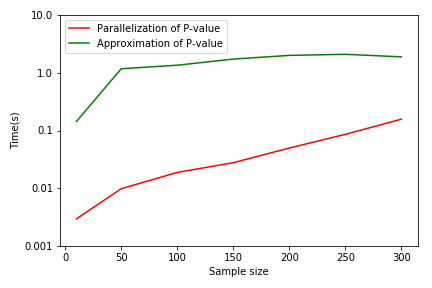 10.0
Parallelization of P-value
Approximation of P-value
1.0
Time(s)
0.1
0.01
0.001
0 50 100 150 200 250 300
Sample size